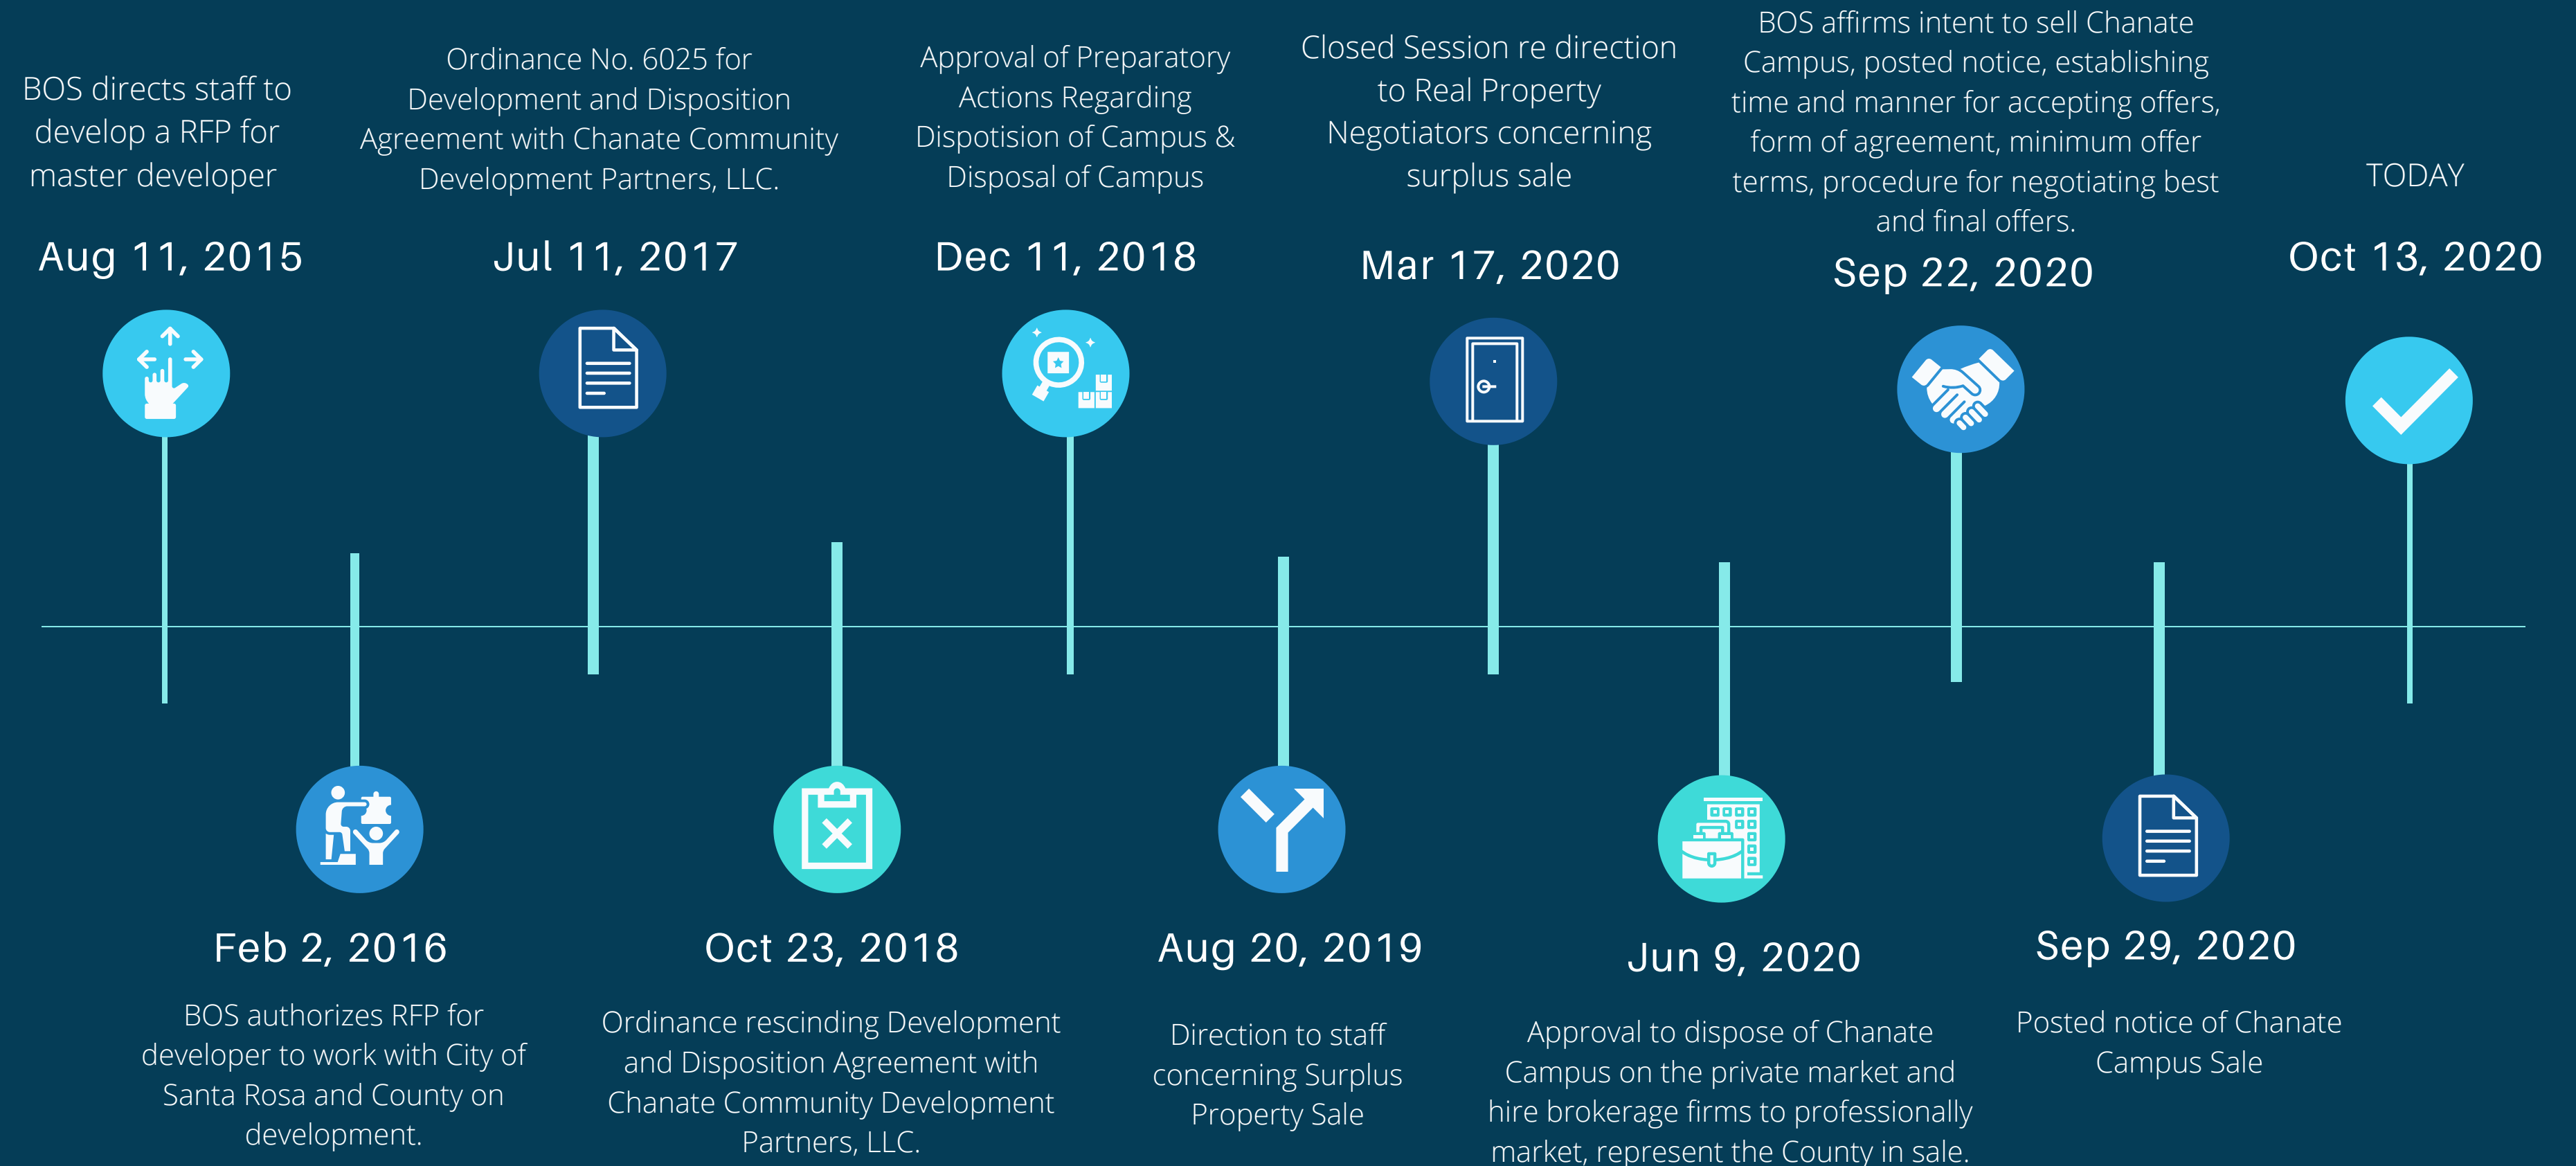 BOS directs staff to
develop a RFP for
master developer
Aug 11, 2015
Ordinance No. 6025 for
Development and Disposition
Agreement with Chanate Community
Development Partners, LLC.
Jul 11, 2017
Approval of Preparatory
Actions Regarding
Dispotision of Campus &
Disposal of Campus
Dec 11, 2018
Closed Session re direction
to Real Property
Negotiators concerning
surplus sale
Mar 17, 2020
BOS affirms intent to sell Chanate
Campus, posted notice, establishing
time and manner for accepting offers,
form of agreement, minimum offer
terms, procedure for negotiating best
and final offers.
Sep 22, 2020
TODAY
Oct 13, 2020
Feb 2, 2016
BOS authorizes RFP for
developer to work with City of
Santa Rosa and County on
development.
Oct 23, 2018
Ordinance rescinding Development
and Disposition Agreement with
Chanate Community Development
Partners, LLC.
Aug 20, 2019
Direction to staff
concerning Surplus
Property Sale
Jun 9, 2020
Approval to dispose of Chanate
Campus on the private market and
hire brokerage firms to professionally
market, represent the County in sale.
Sep 29, 2020
Posted notice of Chanate
Campus Sale